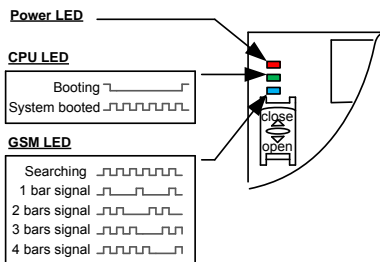 Power LED
CPU LED
Booting
System booted
GSM LED
Searching
1 bar signal
2 bars signal
3 bars signal
4 bars signal
close
open